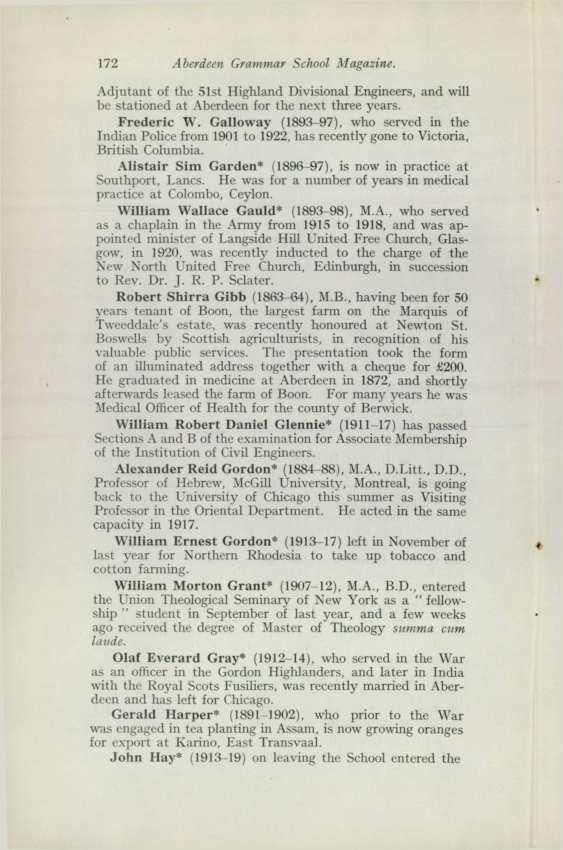 172 Aberdeen Grammar School Magazine.
Adjutant of the 51st Highland Divisional Engineers, and will
be stationed at Aberdeen for the next three years.
Frederic W. Galloway (1893–97), who served in the
Indian Police from 1901 to 1922, has recently gone to Victoria,
British Columbia.
Alistair Sim Garden* (1896–97), is now in practice at
Southport, Lancs. He was for a number of years in medical
practice at Colombo, Ceylon.
William Wallace Gauld* (1893–98), M.A., who served
as a chaplain in the Army from 1915 to 1918, and was ap-
pointed minister of Langside Hill United Free Church, Glas-
gow, in 1920, was recently inducted to the charge of the
New North United Free Church, Edinburgh, in succession
to Rev. Dr. J. R. P. Sclater.
Robert Shirra Gibb (1863–64), M.B., having been for 50
years tenant of Boon, the largest farm on the Marquis of
Tweeddale's estate, was recently honoured at Newton St.
Boswells by Scottish agriculturists, in recognition of his
valuable public services. The presentation took the form
of an illuminated address together with a cheque for £200.
He graduated in medicine at Aberdeen in 1872, and shortly
afterwards leased the farm of Boon. For many years he was
Medical Officer of Health for the county of Berwick.
William Robert Daniel Glennie* (1911–17) has passed
Sections A and B of the examination for Associate Membership
of the Institution of Civil Engineers.
Alexander Reid Gordon* (1884–88), M.A., D.Litt., D.D.,
Professor of Hebrew, McGill University, Montreal, is going
back to the University of Chicago this summer as Visiting
Professor in the Oriental Department. He acted in the same
capacity in 1917.
William Ernest Gordon* (1913–17) left in November of
last year for Northern Rhodesia to take up tobacco and
cotton farming.
William Morton Grant* (1907–12), M.A., B.D., entered
the Union Theological Seminary of New York as a " fellow-
ship " student in September of last year, and a few weeks
ago received the degree of Master of Theology summa cum
laude.
Olaf Everard Gray* (1912–14), who served in the War
as an officer in the Gordon Highlanders, and later in India
with the Royal Scots Fusiliers, was recently married in Aber-
deen and has left for Chicago.
Gerald Harper* (1891–1902), who prior to the War
was engaged in tea planting in Assam, is now growing oranges
for export at Karino, East Transvaal.
John Hay* (1913–19) on leaving the School entered the